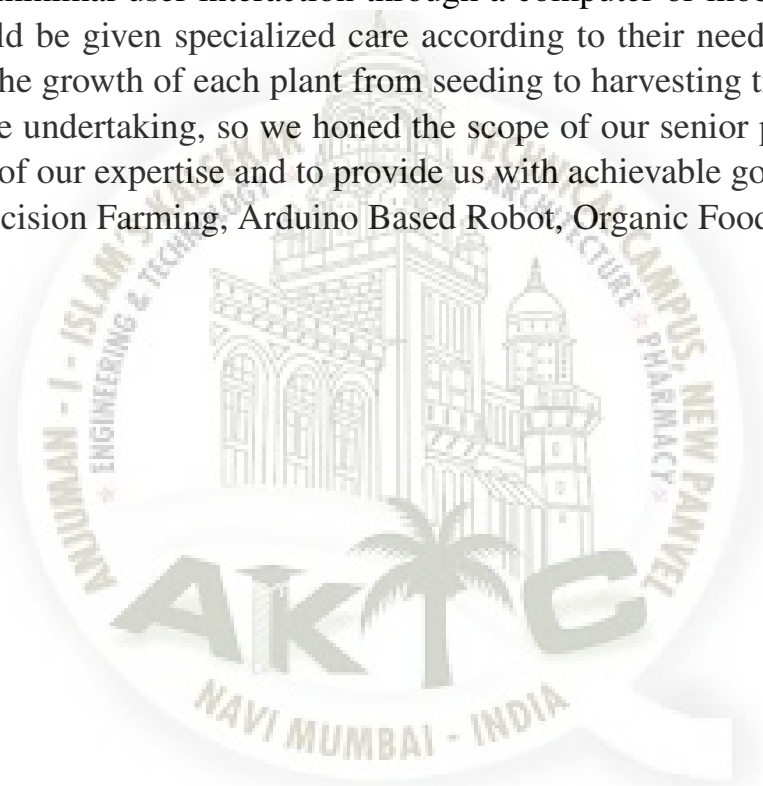 minimal user interaction through a computer or
ld be given specialized care according to their need
he growth of each plant from seeding to harvesting
e undertaking, so we honed the scope of our senior
of our expertise and to provide us with achievable
cision Farming, Arduino Based Robot, Organic Food
ANJUMAN - I - ISLAM'S KALSEKAR TECHNICAL CAMPUS, NEW PANVEL
ENGINEERING & TECHNOLOGY * ARCHITECTURE * PHARMACY *
AKTC
NAVI MUMBAI - INDIA